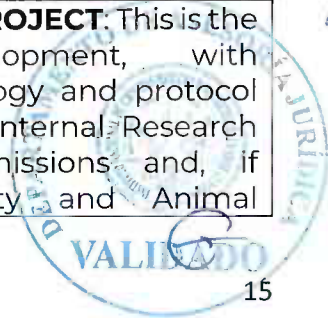 ROJECT: This is the
opment, with
ogy and protocol
nternal Research
missions and, if
ty and Animal
JURÍDICA
VALIDADO
15